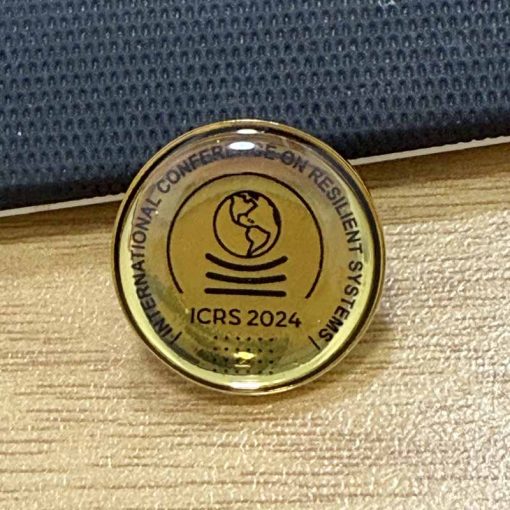 |INTERNATIONAL CONFERENCE ON RESILIENT SYSTEMS|
ICRS 2024